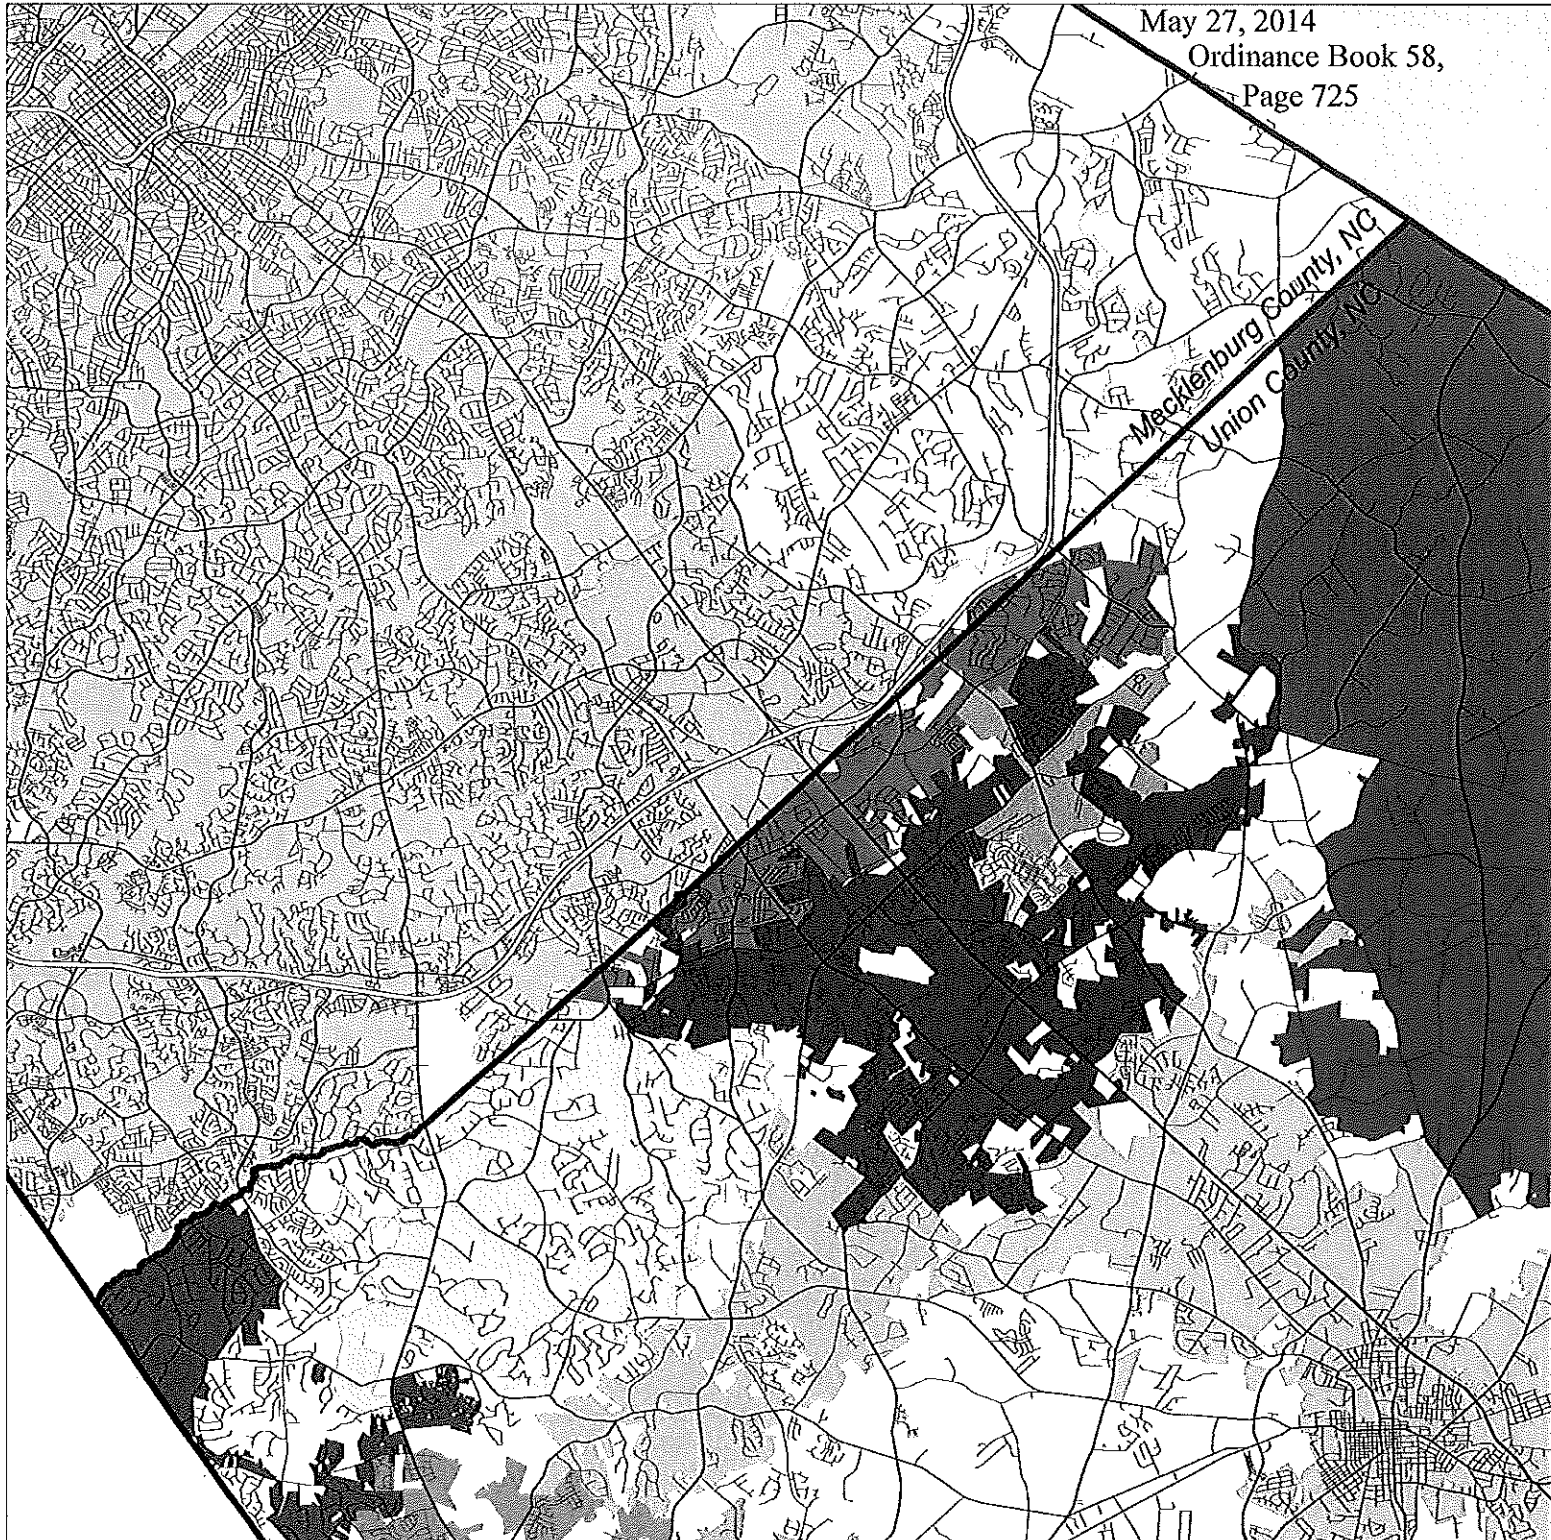 May 27, 2014
Ordinance Book 58,
Page 725
Mecklenburg County, NC
Union County, NC